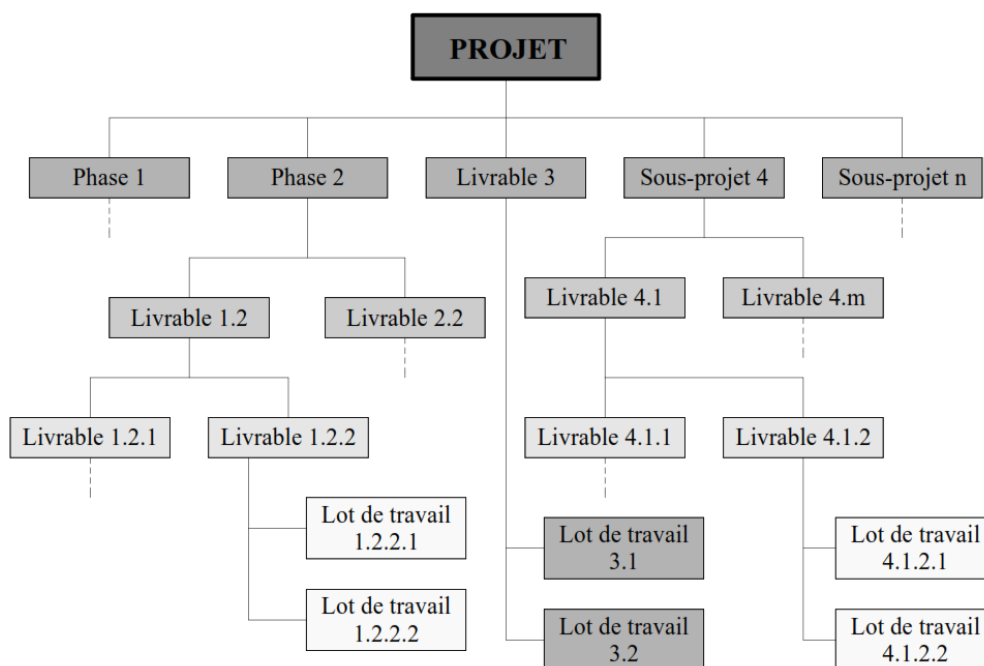 PROJET
Phase 1
Phase 2
Livrable 3
Sous-projet 4
Sous-projet n
Livrable 1.2
Livrable 2.2
Livrable 4.1
Livrable 4.m
Livrable 1.2.1
Livrable 1.2.2
Livrable 4.1.1
Livrable 4.1.2
Lot de travail
1.2.2.1
Lot de travail
3.1
Lot de travail
4.1.2.1
Lot de travail
1.2.2.2
Lot de travail
3.2
Lot de travail
4.1.2.2